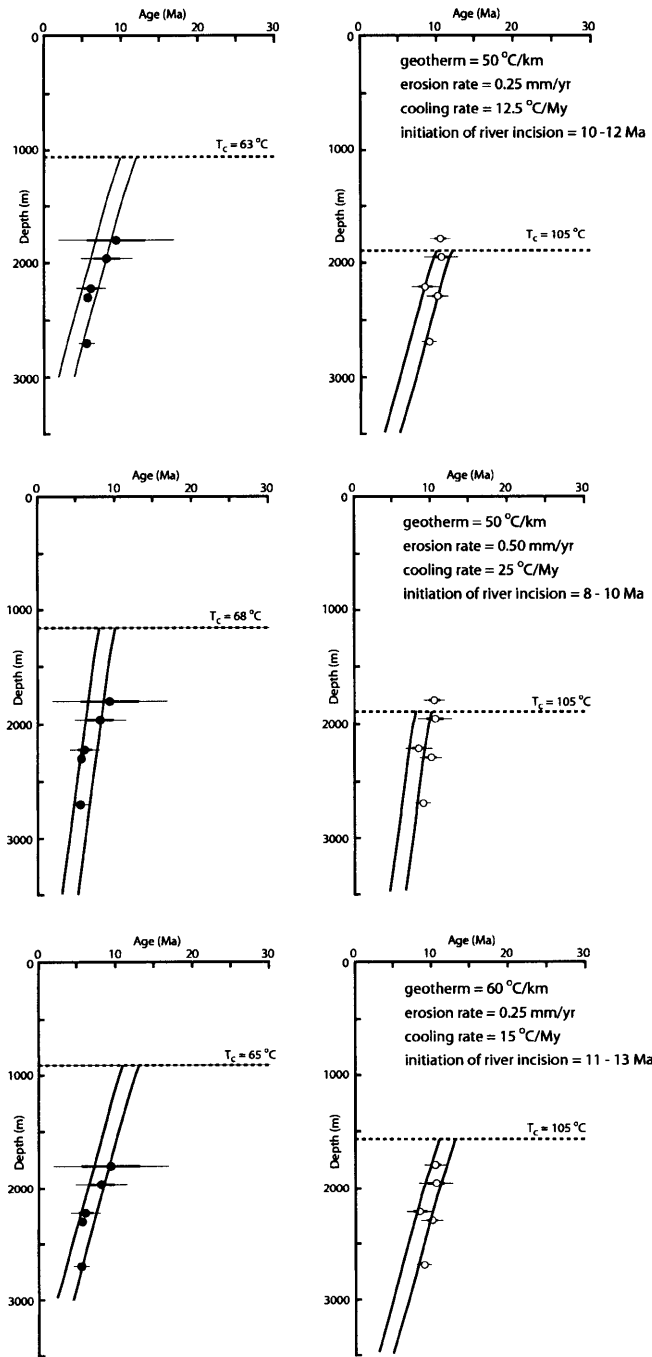 Age (Ma)
0 10 20 30
0
1000
2000
3000
Depth (m)
T_c = 63 °C
Age (Ma)
0 10 20 30
0
1000
2000
3000
Depth (m)
geotherm = 50 °C/km
erosion rate = 0.25 mm/yr
cooling rate = 12.5 °C/My
initiation of river incision = 10 -12 Ma
T_c = 105 °C
Age (Ma)
0 10 20 30
0
1000
2000
3000
Depth (m)
T_c = 68 °C
Age (Ma)
0 10 20 30
0
1000
2000
3000
Depth (m)
geotherm = 50 °C/km
erosion rate = 0.50 mm/yr
cooling rate = 25 °C/My
initiation of river incision = 8 - 10 Ma
T_c = 105 °C
Age (Ma)
0 10 20 30
0
1000
2000
3000
Depth (m)
T_c = 65 °C
Age (Ma)
0 10 20 30
0
1000
2000
3000
Depth (m)
geotherm = 60 °C/km
erosion rate = 0.25 mm/yr
cooling rate = 15 °C/My
initiation of river incision = 11 - 13 Ma
T_c = 105 °C